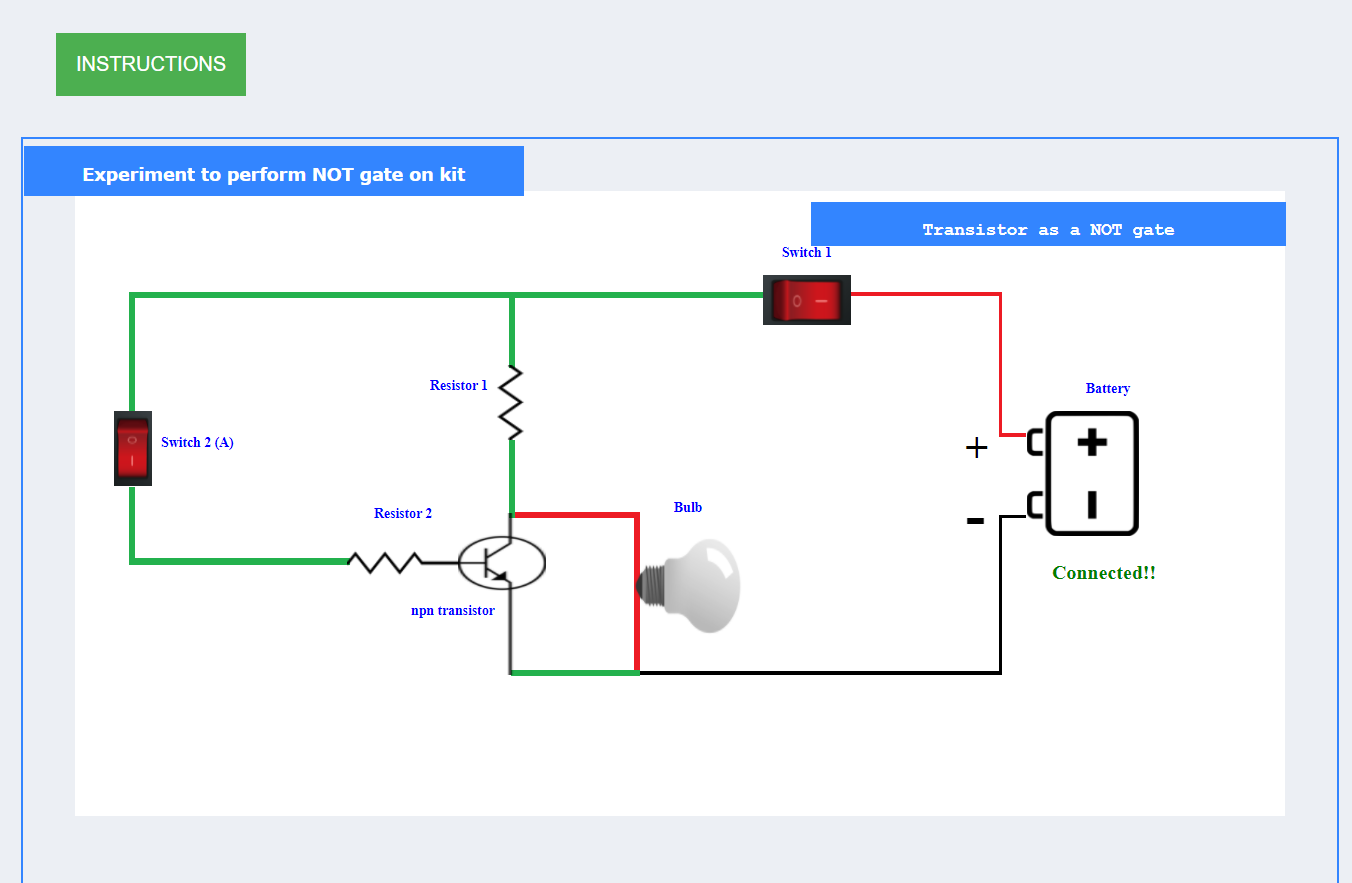 INSTRUCTIONS
Experiment to perform NOT gate on kit
Transistor as a NOT gate
Switch 1
O –
Resistor 1
Battery
+
+
Switch 2 (A)
O
I
Resistor 2
Bulb
-
Connected!!
npn transistor